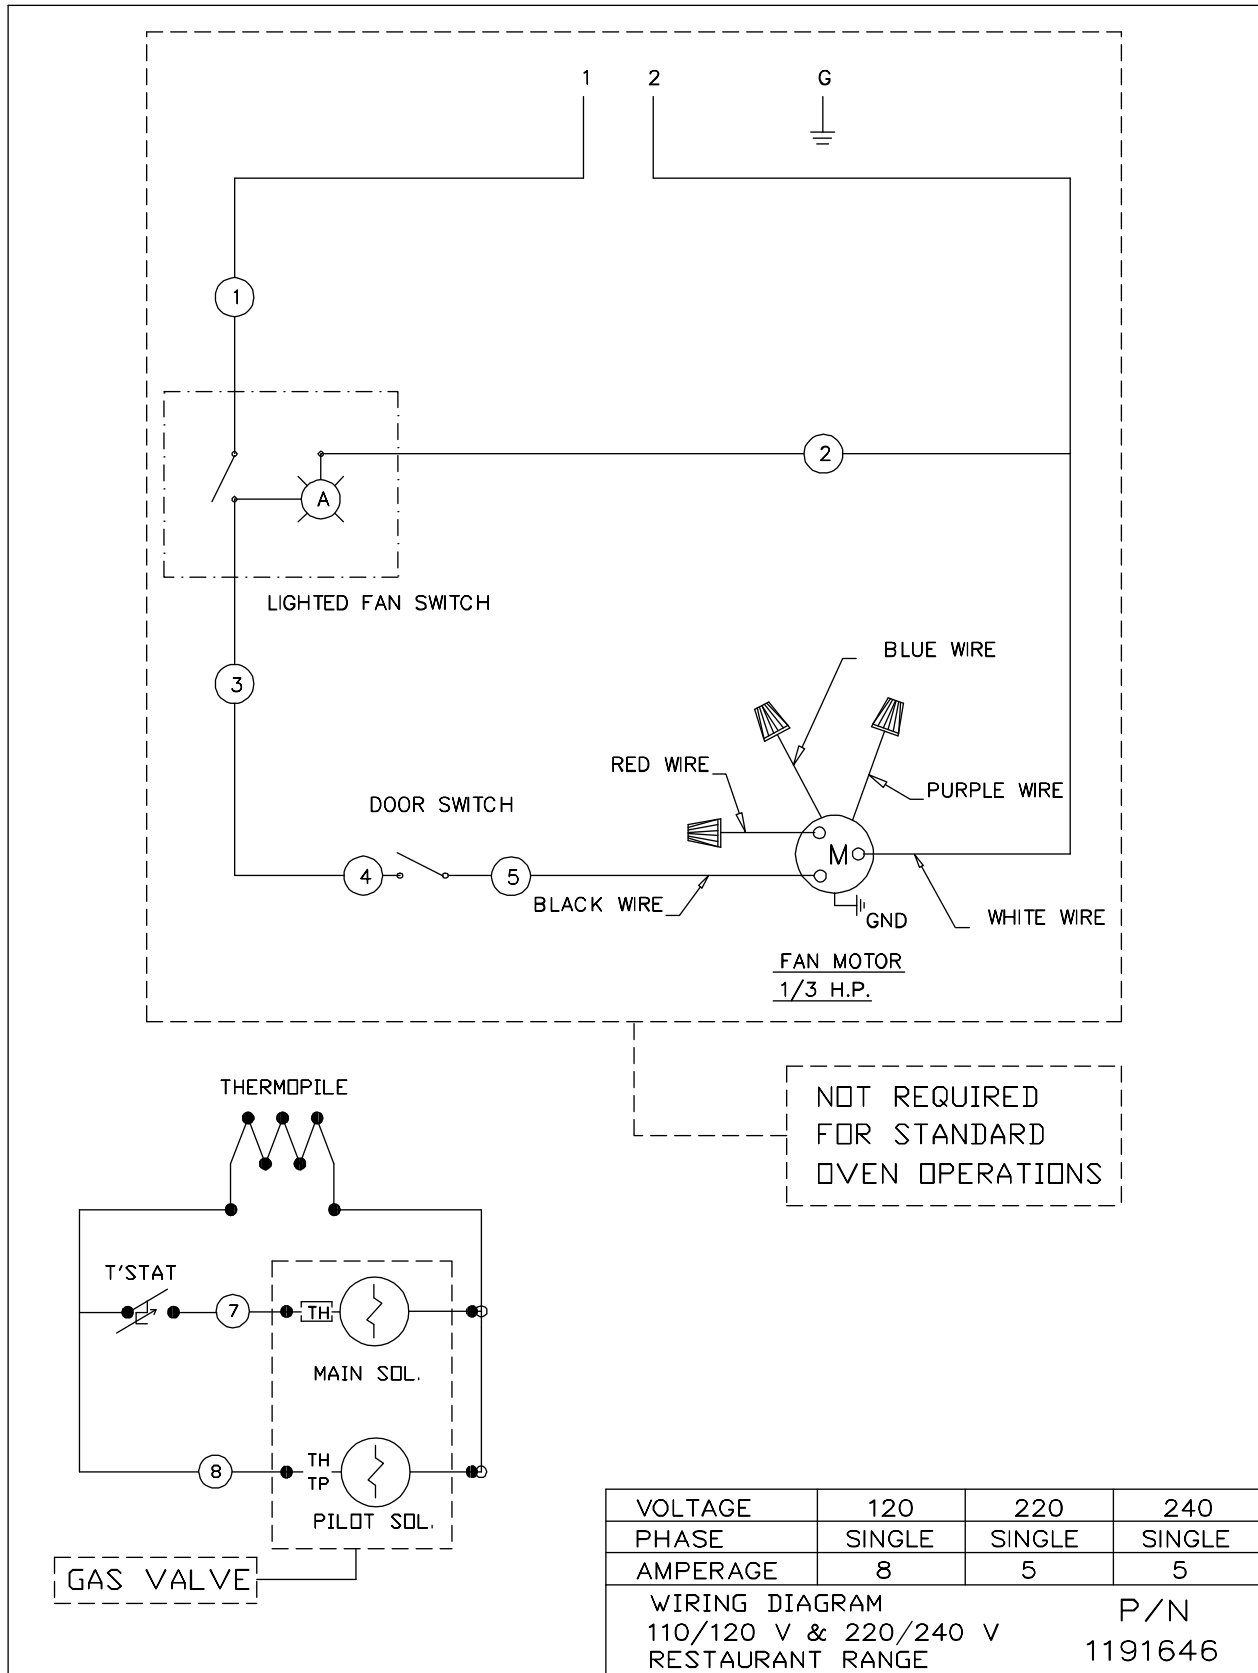 1 2 G
1
2
A
LIGHTED FAN SWITCH
3
BLUE WIRE
RED WIRE
PURPLE WIRE
DOOR SWITCH
M
4 5
BLACK WIRE
GND
WHITE WIRE
FAN MOTOR
1/3 H.P.
NOT REQUIRED
FOR STANDARD
OVEN OPERATIONS
THERMOPILE
T'STAT
7 TH
MAIN SOL.
8
TH
TP
PILOT SOL.
GAS VALVE
VOLTAGE 120 220 240
PHASE SINGLE SINGLE SINGLE
AMPERAGE 8 5 5
WIRING DIAGRAM
110/120 V & 220/240 V
RESTAURANT RANGE
P/N
1191646